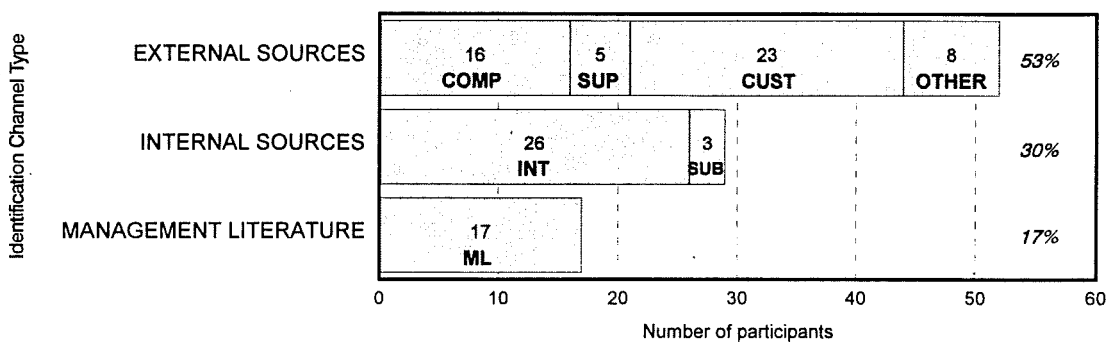 Identification Channel Type
EXTERNAL SOURCES
16
COMP
5
SUP
23
CUST
8
OTHER
53%
INTERNAL SOURCES
26
INT
3
SUB
30%
MANAGEMENT LITERATURE
17
ML
17%
0 10 20 30 40 50 60
Number of participants